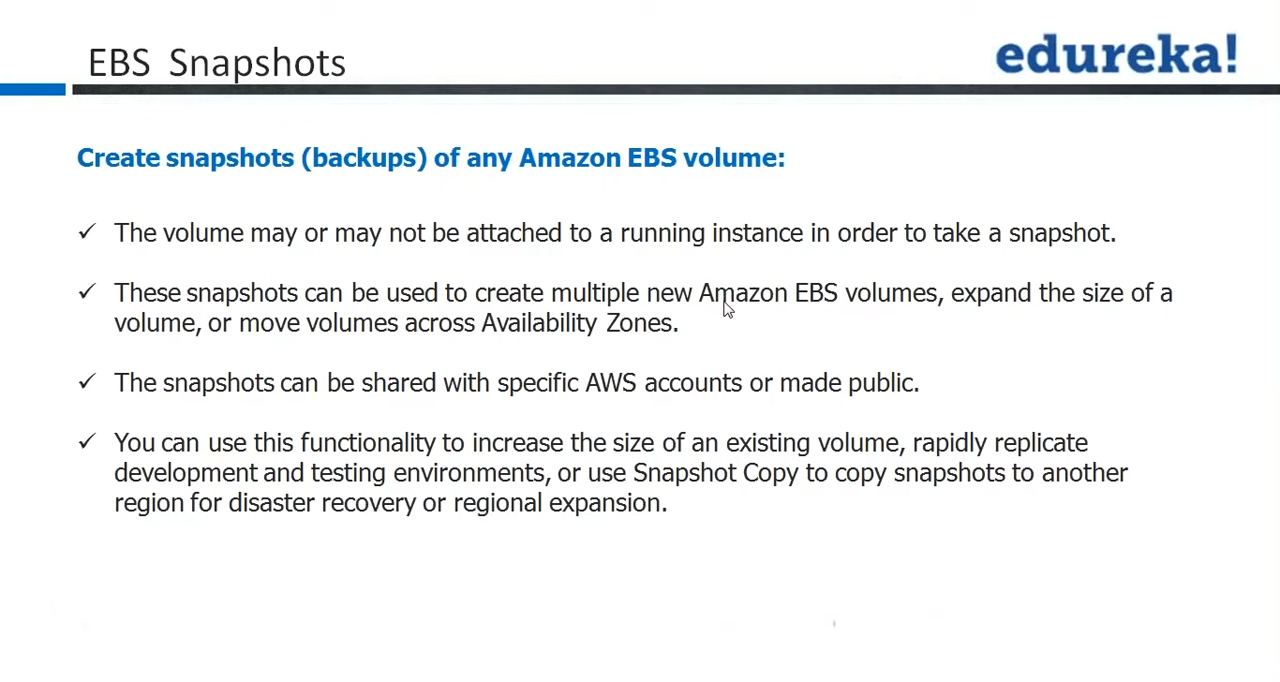 EBS Snapshots
edureka!
Create snapshots (backups) of any Amazon EBS volume:
✓ The volume may or may not be attached to a running instance in order to take a snapshot.
✓ These snapshots can be used to create multiple new Amazon EBS volumes, expand the size of a
volume, or move volumes across Availability Zones.
✓ The snapshots can be shared with specific AWS accounts or made public.
✓ You can use this functionality to increase the size of an existing volume, rapidly replicate
development and testing environments, or use Snapshot Copy to copy snapshots to another
region for disaster recovery or regional expansion.